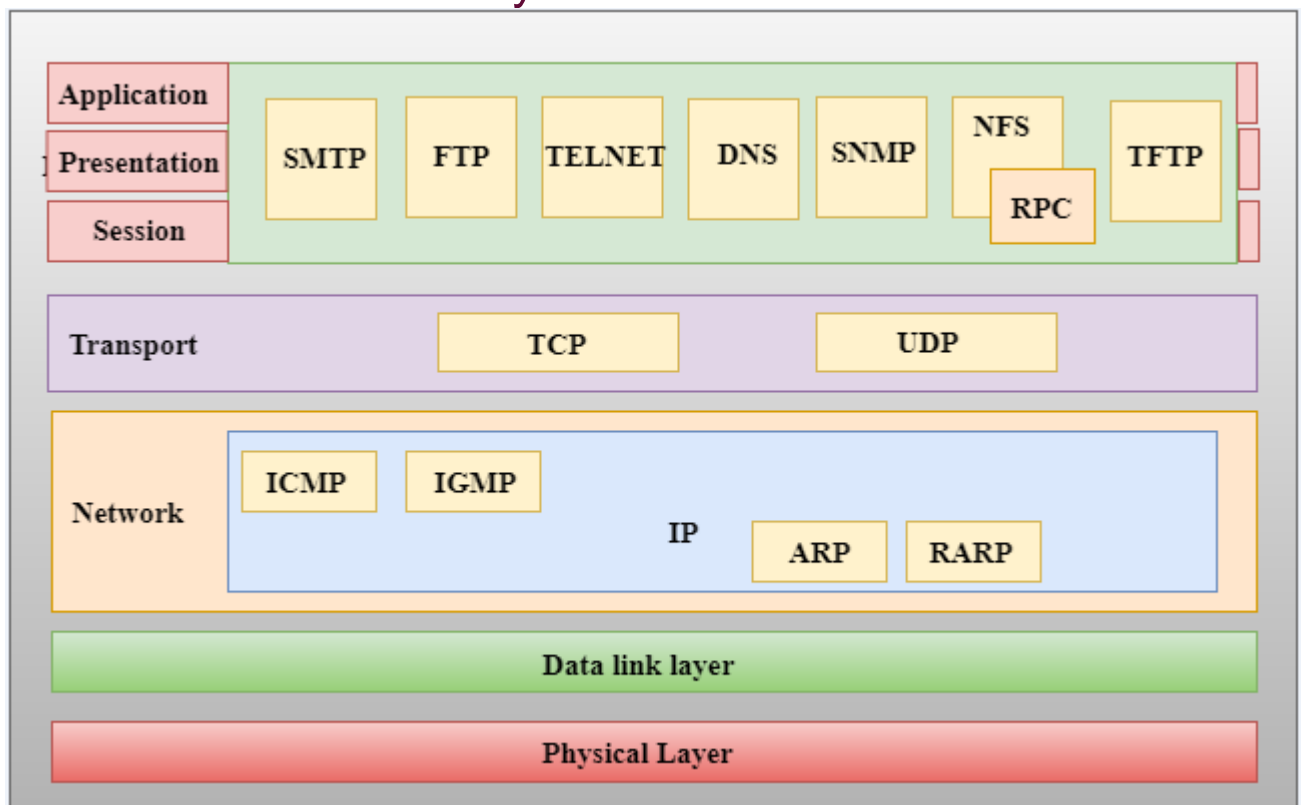 Application
SMTP
FTP
TELNET
DNS
SNMP
NFS
RPC
TFTP
Presentation
Session
Transport
TCP
UDP
Network
ICMP
IGMP
IP
ARP
RARP
Data link layer
Physical Layer